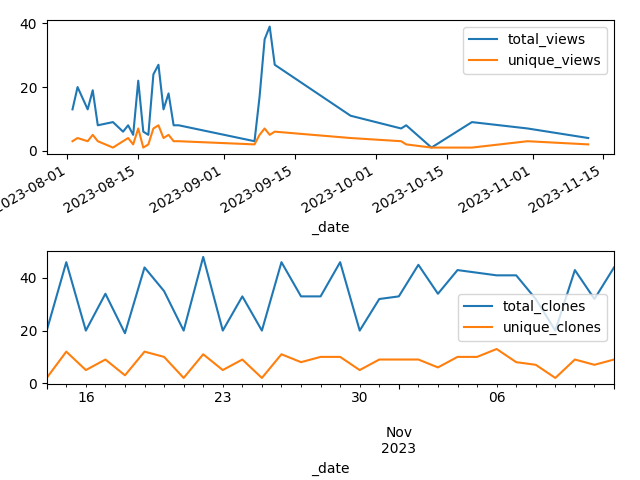 40
20
0
total_views
unique_views
2023-08-01
2023-08-15
2023-09-01
2023-09-15
2023-10-01
2023-10-15
2023-11-01
2023-11-15
_date
40
20
0
total_clones
unique_clones
16
23
30
06
Nov
2023
_date